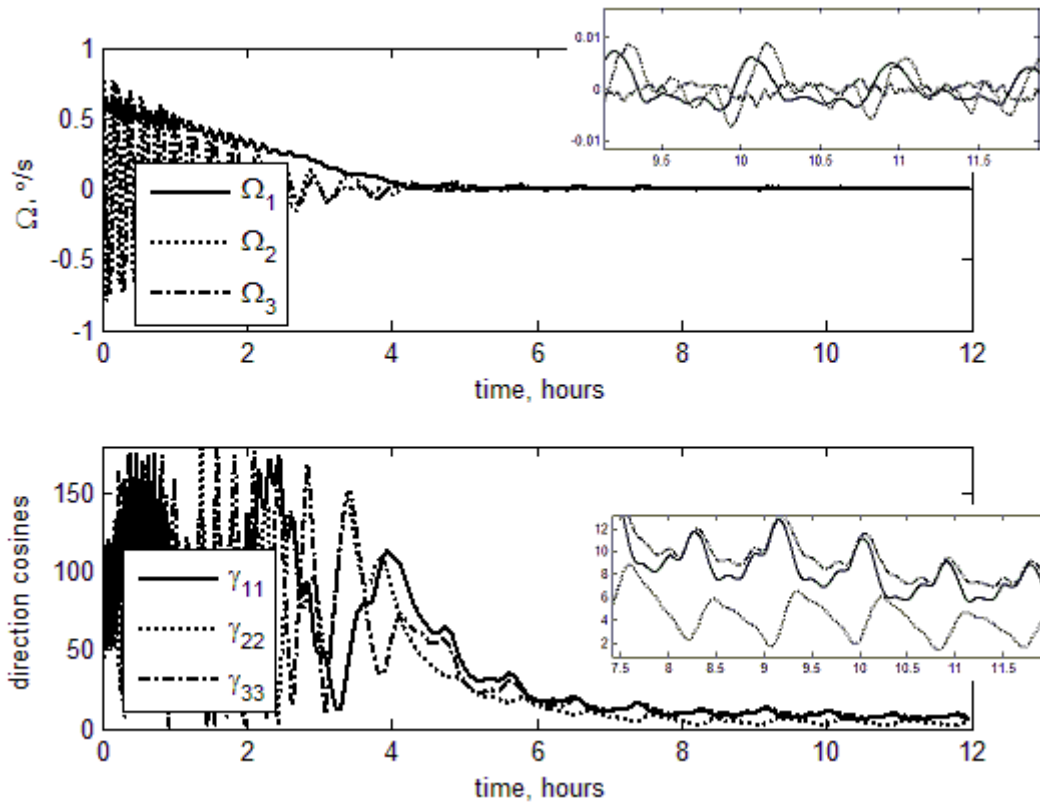 1
0.5
0
-0.5
-1
Ω, º/s
Ω1
Ω2
Ω3
0 2 4 6 8 10 12
time, hours
0.01
0
-0.01
9.5 10 10.5 11 11.5
150
100
50
0
direction cosines
γ11
γ22
γ33
0 2 4 6 8 10 12
time, hours
12
10
8
6
4
2
7.5 8 8.5 9 9.5 10 10.5 11 11.5